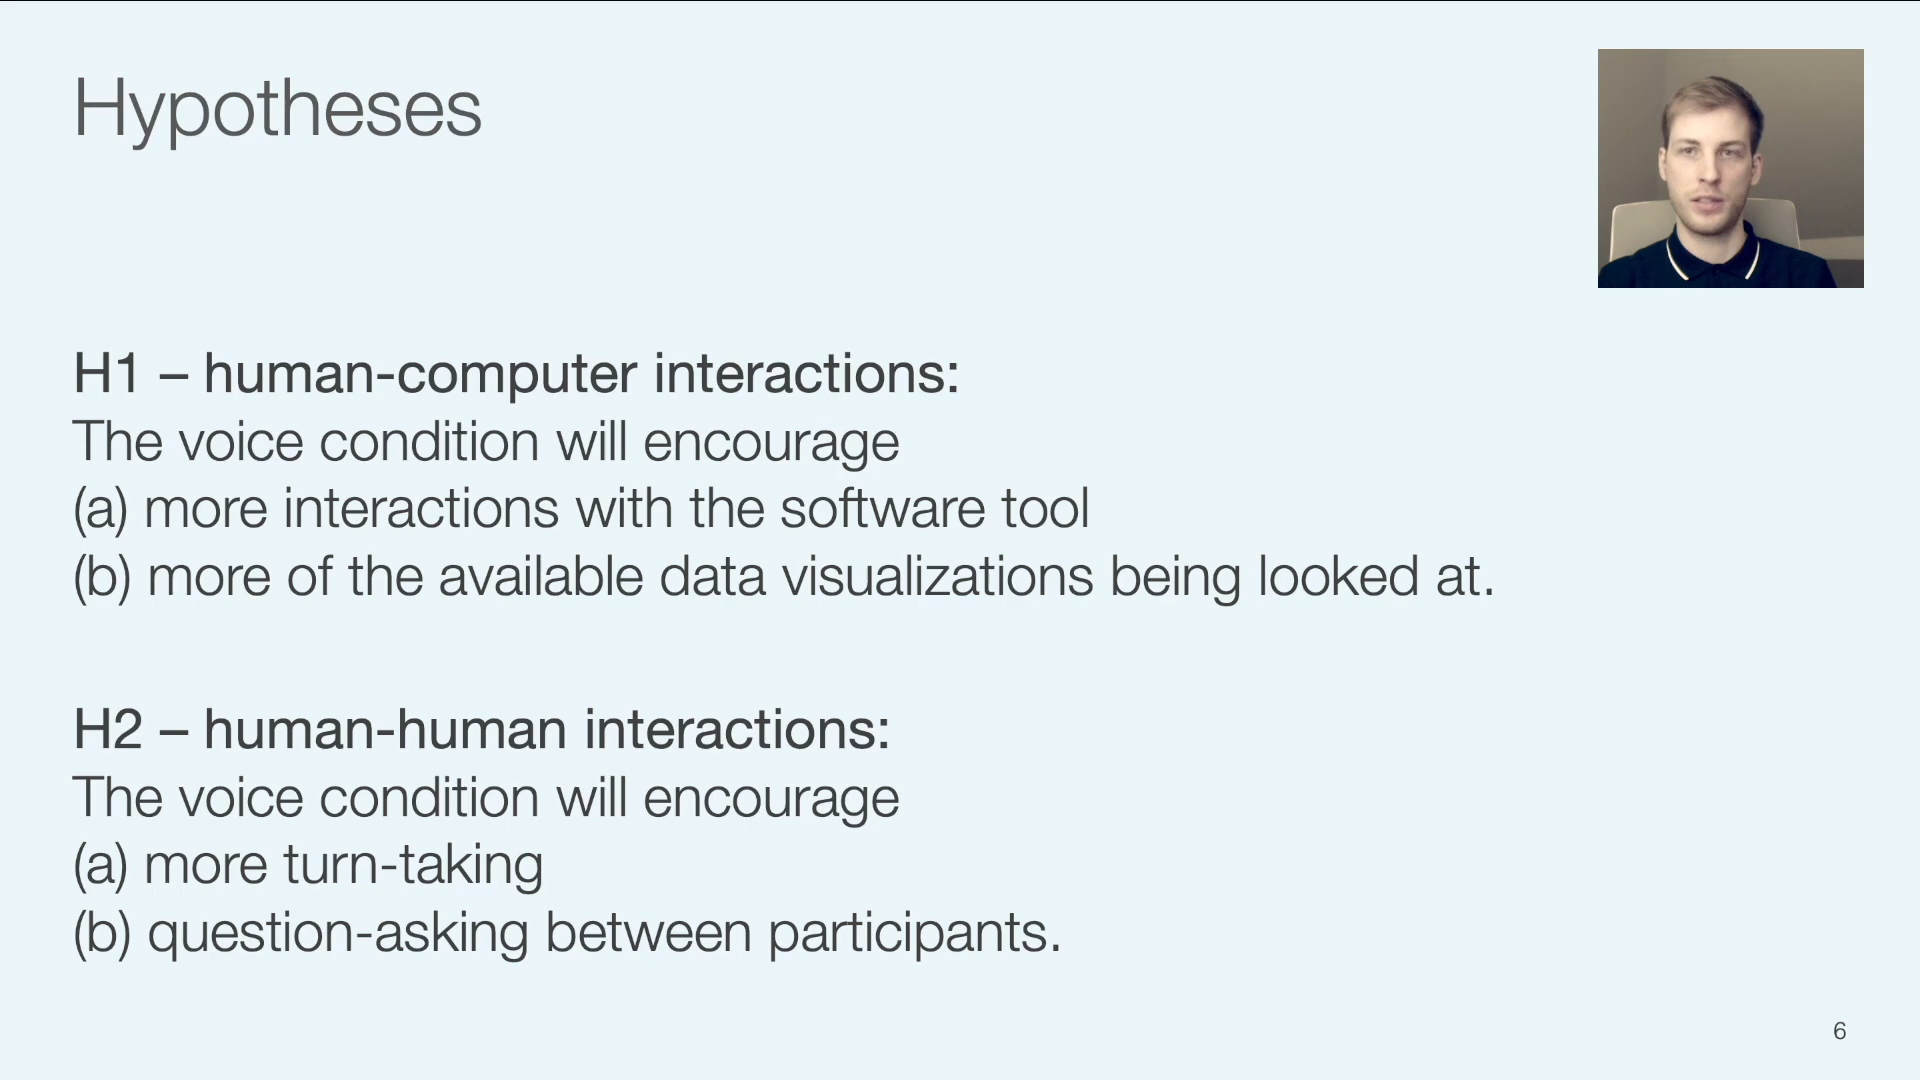 Hypotheses
H1 – human-computer interactions:
The voice condition will encourage
(a) more interactions with the software tool
(b) more of the available data visualizations being looked at.
H2 – human-human interactions:
The voice condition will encourage
(a) more turn-taking
(b) question-asking between participants.
6